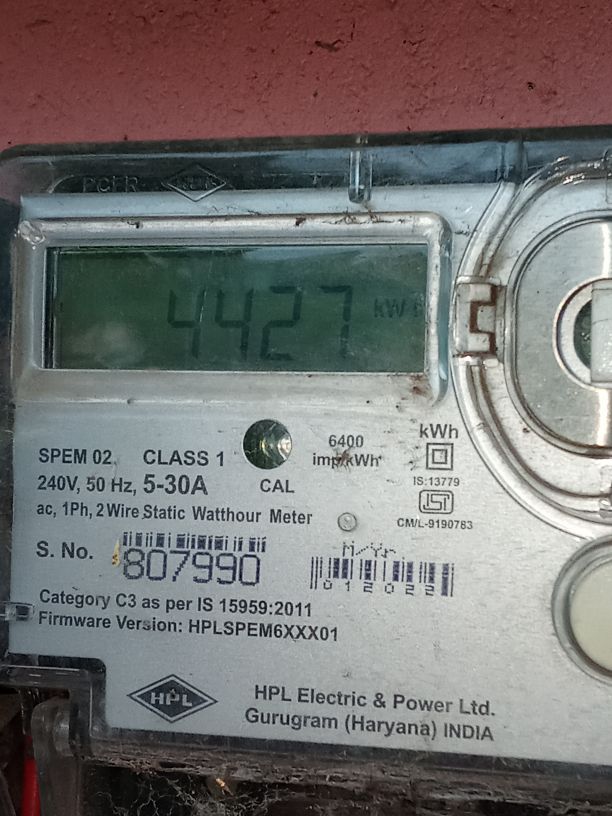 4427 kWh
SPEM 02 CLASS 1
240V, 50 Hz, 5-30A
ac, 1Ph, 2 Wire Static Watthour Meter
CAL
6400
imp/kWh
kWh
IS:13779
CM/L-9190783
S. No.
807990
M/Yr
012022
Category C3 as per IS 15959:2011
Firmware Version: HPLSPEM6XXX01
HPL
HPL Electric & Power Ltd.
Gurugram (Haryana) INDIA